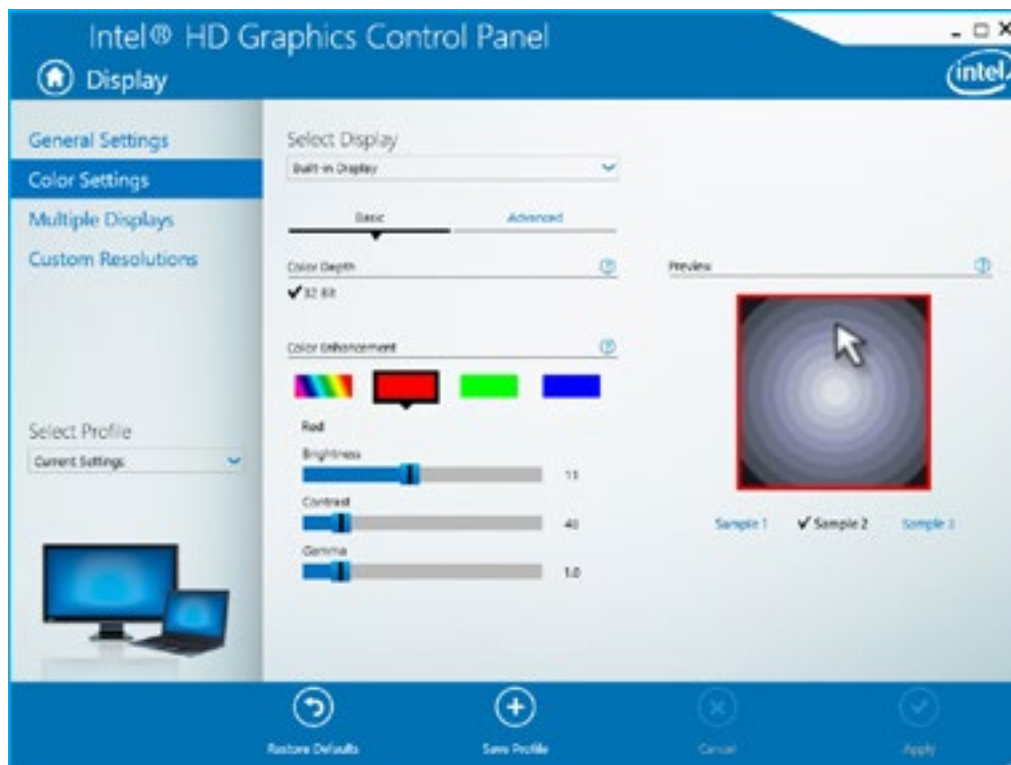 Intel® HD Graphics Control Panel
Display
intel
General Settings
Color Settings
Multiple Displays
Custom Resolutions
Select Profile
Current Settings
Select Display
Built-in Display
Basic
Advanced
Color Depth
32 Bit
Color Enhancement
Red
Brightness
Contrast
Gamma
1.0
Preview
Sample 1
Sample 2
Sample 3
Restore Defaults
Save Profile
Cancel
Apply